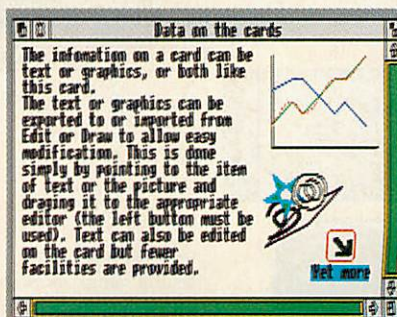 Data on the cards
The infomation on a card can be
text or graphics, or both like
this card.
The text or graphics can be
exported to or imported from
Edit or Draw to allow easy
modification. This is done
simply by pointing to the item
of text or the picture and
draging it to the appropriate
editor (the left button must be
used). Text can also be edited
on the card but fewer
facilities are provided.
Yet more